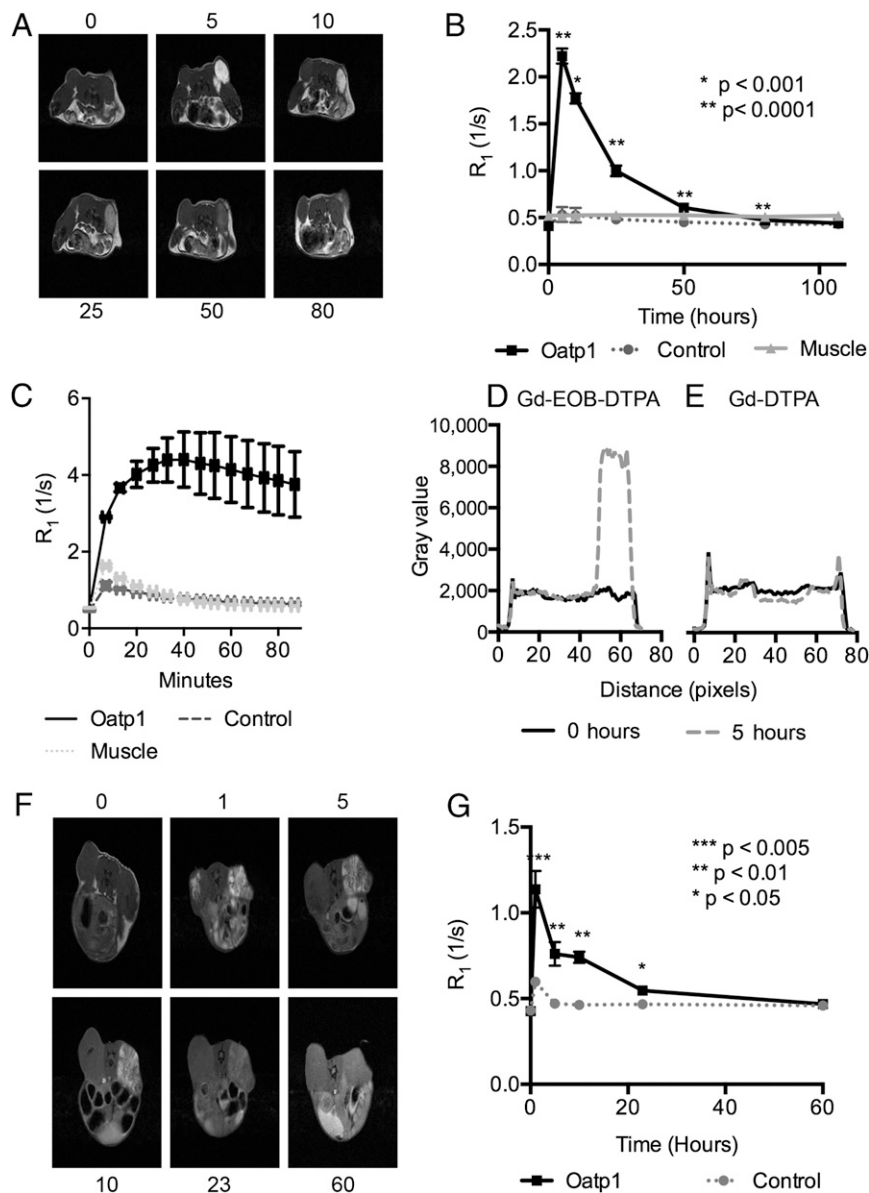 A
0 5 10
25 50 80
B
2.5
2.0
1.5
1.0
0.5
0.0
R1 (1/s)
** * ** ** **
* p < 0.001
** p< 0.0001
0 50 100
Time (hours)
Oatp1 Control Muscle
C
6
4
2
0
R1 (1/s)
0 20 40 60 80
Minutes
Oatp1 Control
Muscle
D Gd-EOB-DTPA
E Gd-DTPA
10,000
8,000
6,000
4,000
2,000
0
Gray value
0 20 40 60 80
0 20 40 60 80
Distance (pixels)
0 hours 5 hours
F
0 1 5
10 23 60
G
1.5
1.0
0.5
0.0
R1 (1/s)
*** ** ** *
*** p < 0.005
** p < 0.01
* p < 0.05
0 20 40 60
Time (Hours)
Oatp1 Control